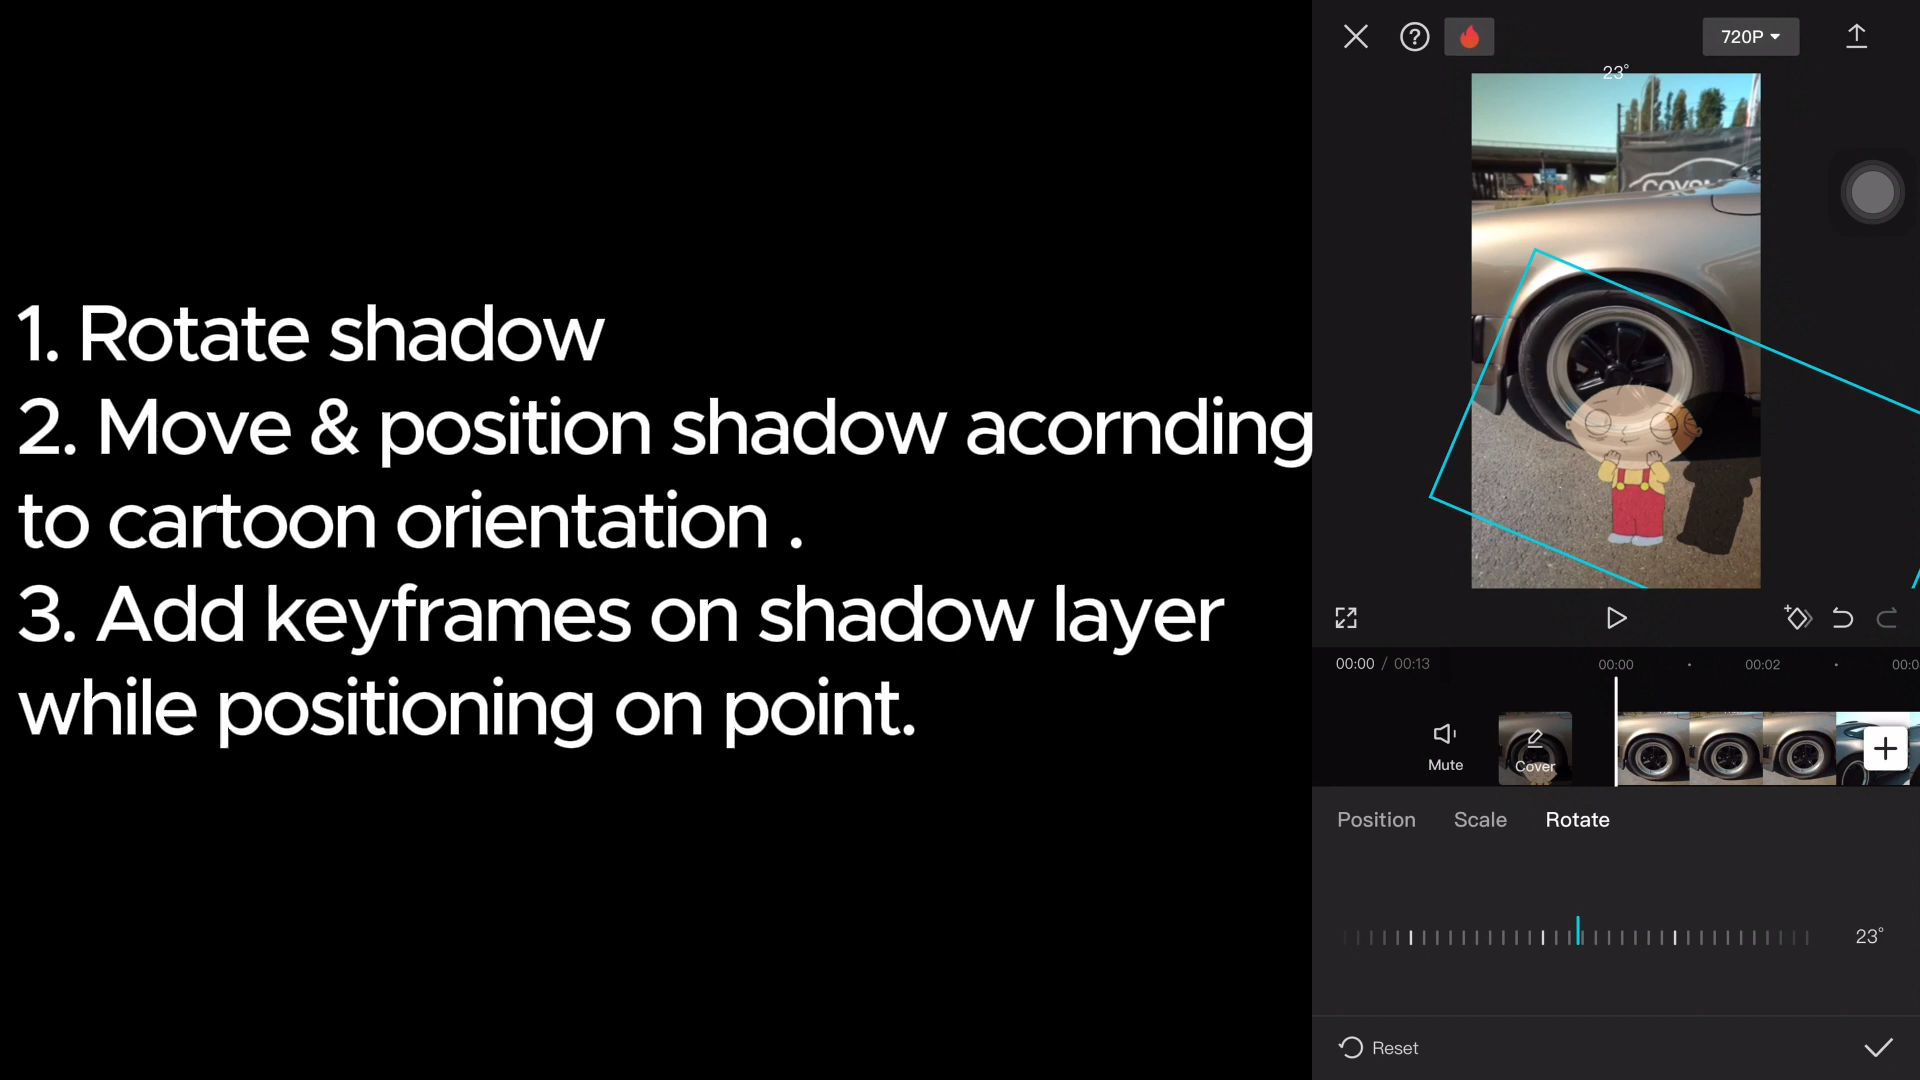 1. Rotate shadow
2. Move & position shadow acornding
to cartoon orientation .
3. Add keyframes on shadow layer
while positioning on point.
720P
23°
00:00 / 00:13
00:00
00:02
Mute
Cover
Position
Scale
Rotate
23°
Reset